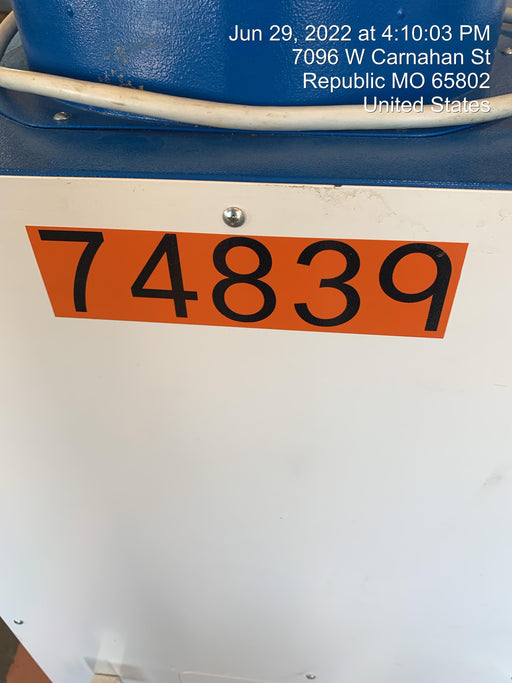 Jun 29, 2022 at 4:10:03 PM
7096 W Carnahan St
Republic MO 65802
United States
74839